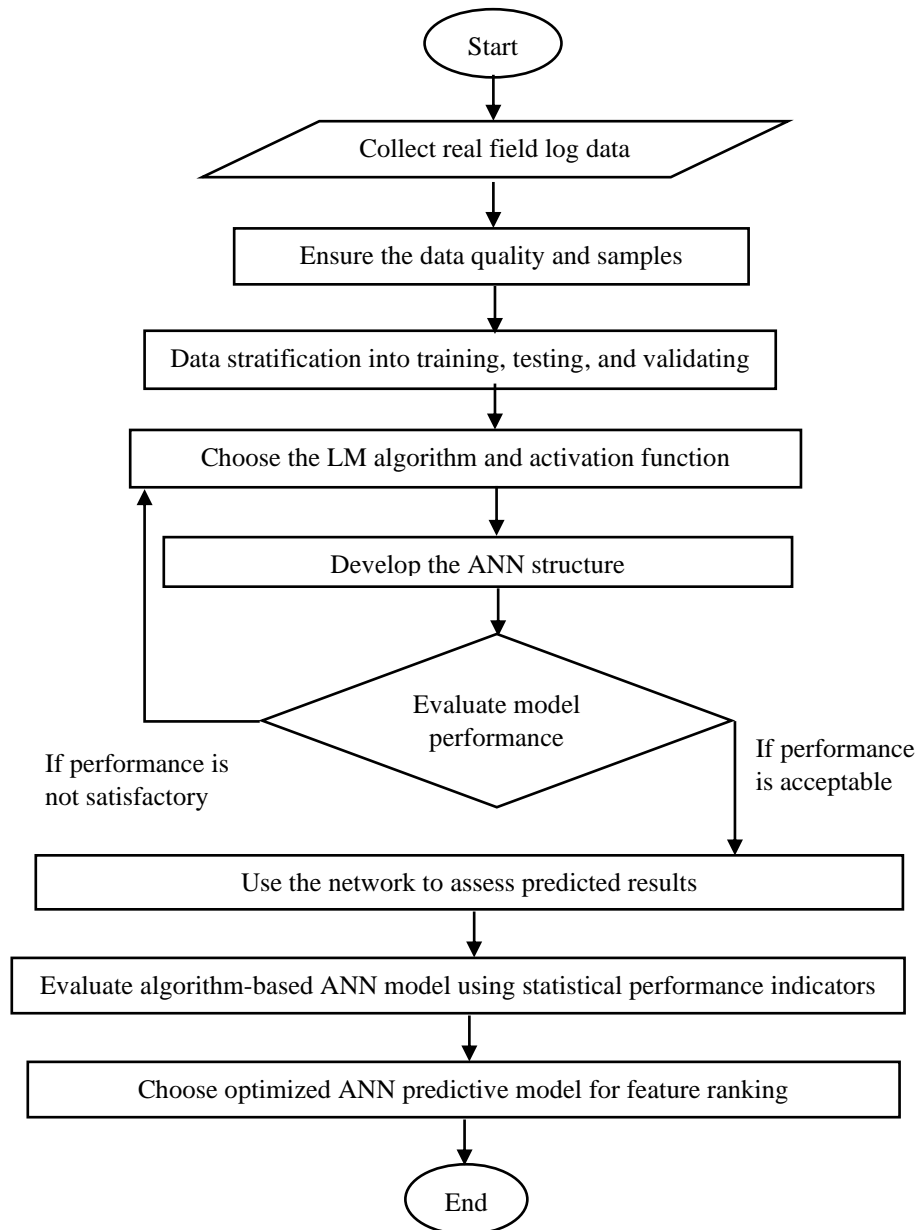 Start
Collect real field log data
Ensure the data quality and samples
Data stratification into training, testing, and validating
Choose the LM algorithm and activation function
Develop the ANN structure
Evaluate model
performance
If performance is
not satisfactory
If performance
is acceptable
Use the network to assess predicted results
Evaluate algorithm-based ANN model using statistical performance indicators
Choose optimized ANN predictive model for feature ranking
End